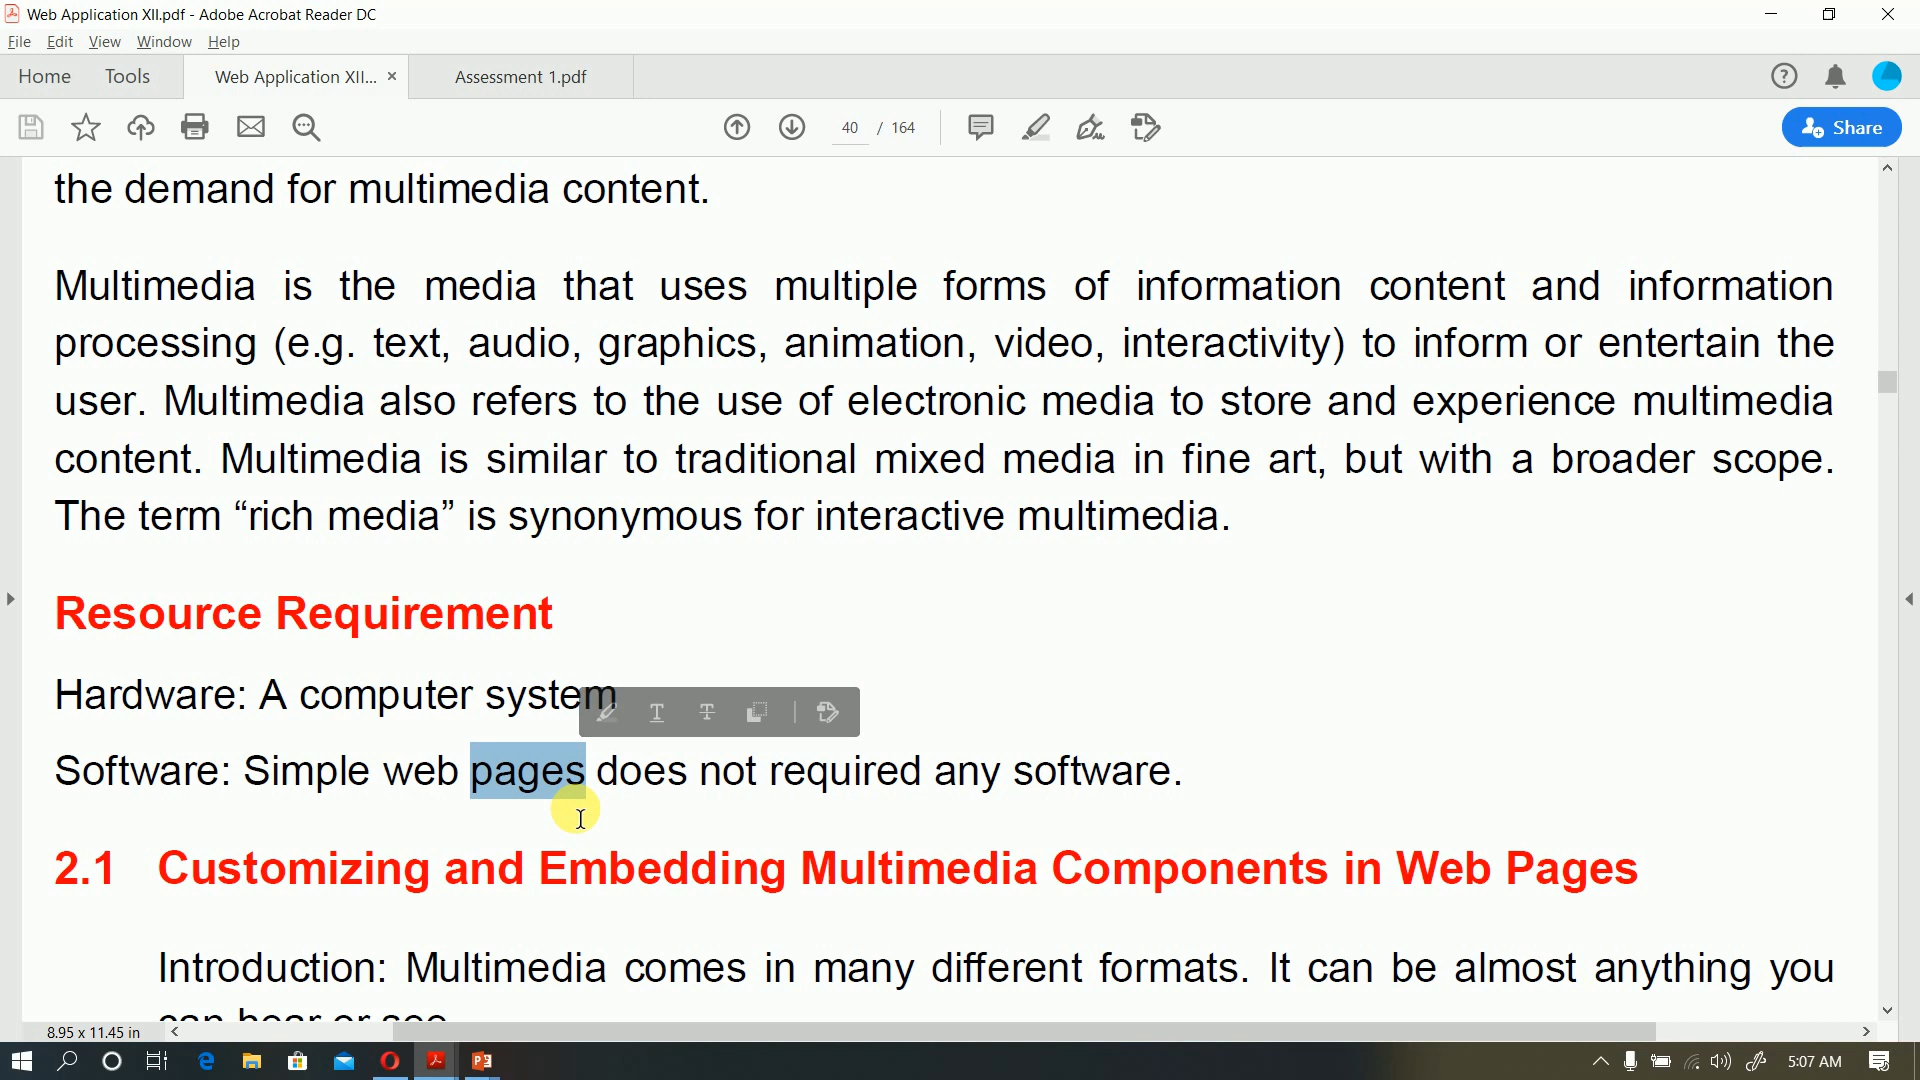 Web Application XII.pdf - Adobe Acrobat Reader DC
File Edit View Window Help
Home Tools Web Application XII... × Assessment 1.pdf
40 / 164 Share
the demand for multimedia content.
Multimedia is the media that uses multiple forms of information content and information
processing (e.g. text, audio, graphics, animation, video, interactivity) to inform or entertain the
user. Multimedia also refers to the use of electronic media to store and experience multimedia
content. Multimedia is similar to traditional mixed media in fine art, but with a broader scope.
The term “rich media” is synonymous for interactive multimedia.
Resource Requirement
Hardware: A computer system
Software: Simple web pages does not required any software.
2.1 Customizing and Embedding Multimedia Components in Web Pages
Introduction: Multimedia comes in many different formats. It can be almost anything you
can hear or see
8.95 x 11.45 in
5:07 AM